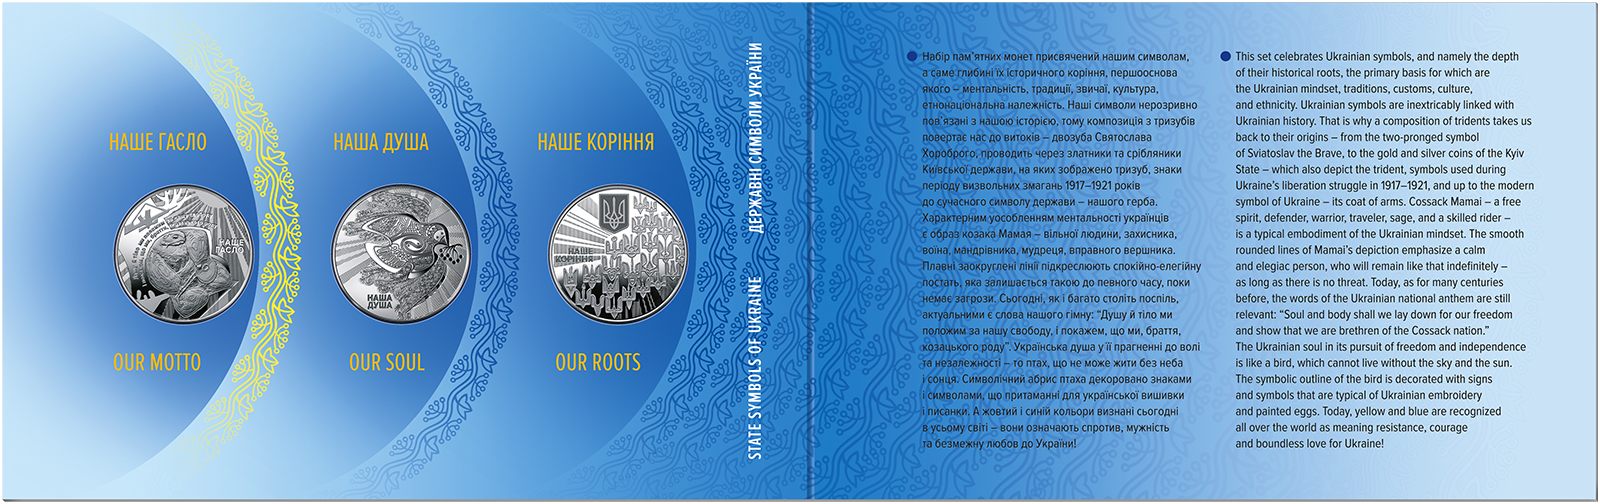 НАШЕ ГАСЛО
OUR MOTTO
НАШЕ
ГАСЛО
НАША ДУША
OUR SOUL
НАША
ДУША
НАШЕ КОРІННЯ
OUR ROOTS
НАШЕ
КОРІННЯ
STATE SYMBOLS OF UKRAINE
ДЕРЖАВНІ СИМВОЛИ УКРАЇНИ
Набір пам’ятних монет присвячений нашим символам,
а саме глибині їх історичного коріння, першооснова
якого – ментальність, традиції, звичаї, культура,
етнонаціональна належність. Наші символи нерозривно
пов’язані з нашою історією, тому композиція з тризубів
повертає нас до витоків – двозуба Святослава
Хороброго, проводить через златники та срібляники
Київської держави, на яких зображено тризуб, знаки
періоду визвольних змагань 1917–1921 років
до сучасного символу держави – нашого герба.
Характерним уособленням ментальності українців
є образ козака Мамая – вільної людини, захисника,
воїна, мандрівника, мудреця, вправного вершника.
Плавні заокруглені лінії підкреслюють спокійно-елегійну
постать, яка залишається такою до певного часу, поки
немає загрози. Сьогодні, як і багато століть поспіль,
актуальними є слова нашого гімну: “Душу й тіло ми
положим за нашу свободу, і покажем, що ми, браття,
козацького роду”. Українська душа у її прагненні до волі
та незалежності – то птах, що не може жити без неба
і сонця. Символічний абрис птаха декоровано знаками
і символами, що притаманні для української вишивки
і писанки. А жовтий і синій кольори визнані сьогодні
в усьому світі – вони означають спротив, мужність
та безмежну любов до України!
This set celebrates Ukrainian symbols, and namely the depth
of their historical roots, the primary basis for which are
the Ukrainian mindset, traditions, customs, culture,
and ethnicity. Ukrainian symbols are inextricably linked with
Ukrainian history. That is why a composition of tridents takes us
back to their origins – from the two-pronged symbol
of Sviatoslav the Brave, to the gold and silver coins of the Kyiv
State – which also depict the trident, symbols used during
Ukraine’s liberation struggle in 1917–1921, and up to the modern
symbol of Ukraine – its coat of arms. Cossack Mamai – a free
spirit, defender, warrior, traveler, sage, and a skilled rider –
is a typical embodiment of the Ukrainian mindset. The smooth
rounded lines of Mamai’s depiction emphasize a calm
and elegiac person, who will remain like that indefinitely –
as long as there is no threat. Today, as for many centuries
before, the words of the Ukrainian national anthem are still
relevant: “Soul and body shall we lay down for our freedom
and show that we are brethren of the Cossack nation.”
The Ukrainian soul in its pursuit of freedom and independence
is like a bird, which cannot live without the sky and the sun.
The symbolic outline of the bird is decorated with signs
and symbols that are typical of Ukrainian embroidery
and painted eggs. Today, yellow and blue are recognized
all over the world as meaning resistance, courage
and boundless love for Ukraine!